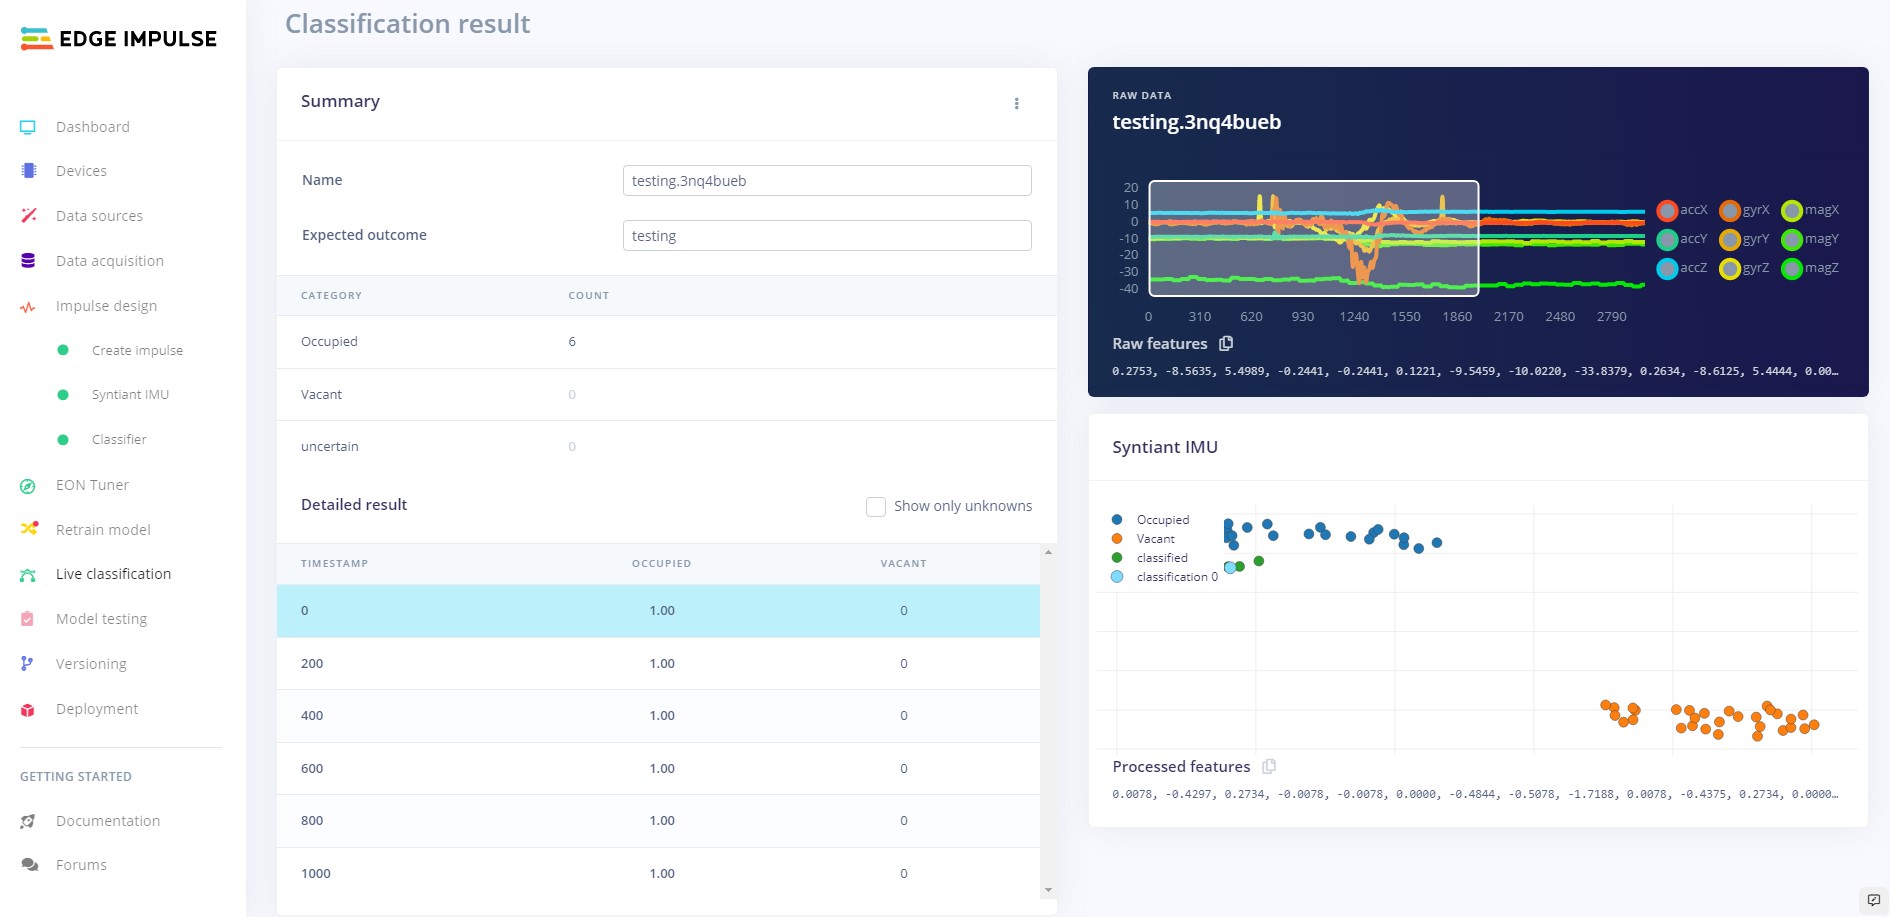 EDGE IMPULSE
Dashboard
Devices
Data sources
Data acquisition
Impulse design
Create impulse
Syntiant IMU
Classifier
EON Tuner
Retrain model
Live classification
Model testing
Versioning
Deployment
GETTING STARTED
Documentation
Forums
Classification result
Summary
Name testing.3nq4bueb
Expected outcome testing
CATEGORY COUNT
Occupied 6
Vacant 0
uncertain 0
Detailed result Show only unknowns
TIMESTAMP OCCUPIED VACANT
0 1.00 0
200 1.00 0
400 1.00 0
600 1.00 0
800 1.00 0
1000 1.00 0
RAW DATA
testing.3nq4bueb
20
10
0
-10
-20
-30
-40
0 310 620 930 1240 1550 1860 2170 2480 2790
accX gyrX magX
accY gyrY magY
accZ gyrZ magZ
Raw features
0.2753, -8.5635, 5.4989, -0.2441, -0.2441, 0.1221, -9.5459, -10.0220, -33.8379, 0.2634, -8.6125, 5.4444, 0.00…
Syntiant IMU
Occupied
Vacant
classified
classification 0
Processed features
0.0078, -0.4297, 0.2734, -0.0078, -0.0078, 0.0000, -0.4844, -0.5078, -1.7188, 0.0078, -0.4375, 0.2734, 0.0000…